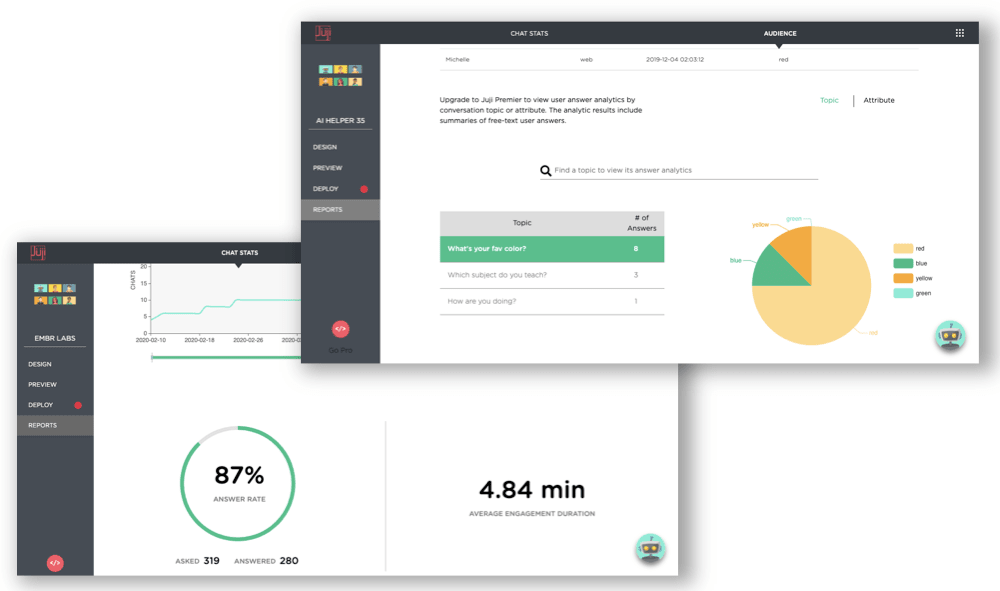 Juji
CHAT STATS
AUDIENCE
Michelle web 2019-12-04 02:03:12 red
AI HELPER 35
DESIGN
PREVIEW
DEPLOY
REPORTS
</>
Go Pro
Upgrade to Juji Premier to view user answer analytics by
conversation topic or attribute. The analytic results include
summaries of free-text user answers.
Topic
Attribute
Find a topic to view its answer analytics
Topic # of
Answers
What's your fav color? 8
Which subject do you teach? 3
How are you doing? 1
green
yellow
blue
red
red
blue
yellow
green
Juji
CHAT STATS
EMBR LABS
DESIGN
PREVIEW
DEPLOY
REPORTS
</>
CHATS
20
15
10
5
0
2020-02-10 2020-02-18 2020-02-26 2020-0
87%
ANSWER RATE
ASKED 319 ANSWERED 280
4.84 min
AVERAGE ENGAGEMENT DURATION